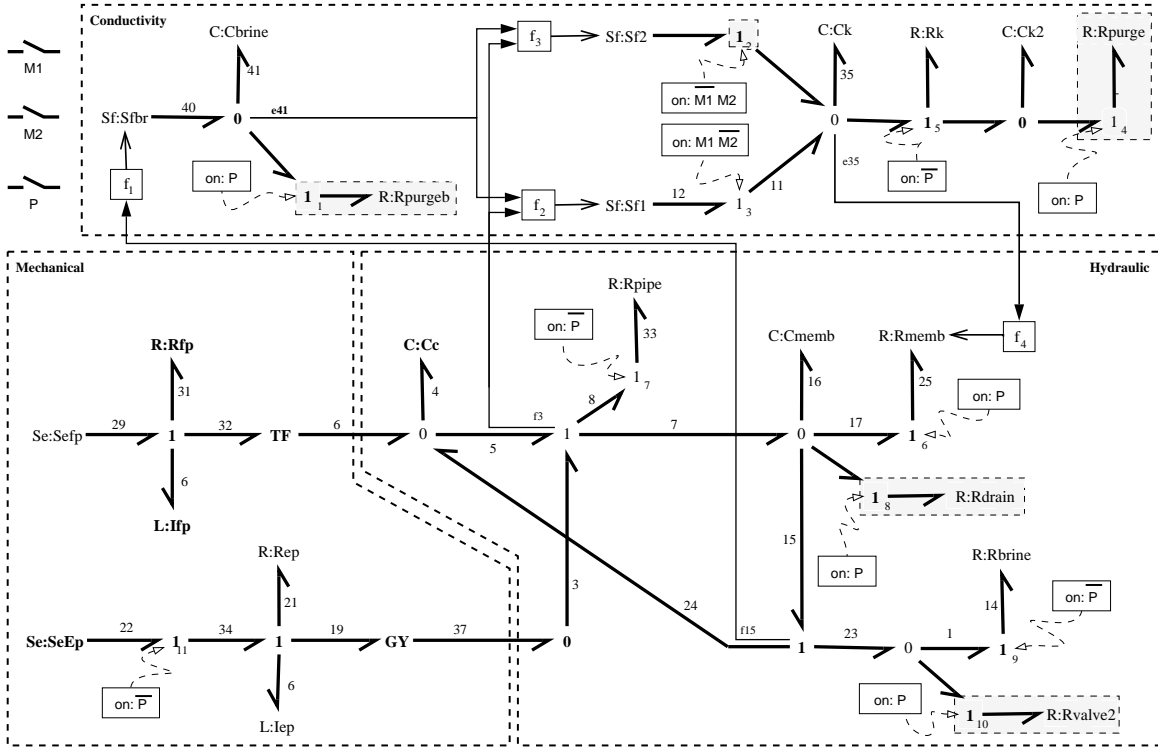 Conductivity
C:Cbrine
C:Ck
R:Rk
C:Ck2
R:Rpurge
M1
f3
Sf:Sf2
1 2
41
35
on: M1 M2
40
e41
Sf:Sfbr
0
M2
0
1 5
0
1 4
on: M1 M2
e35
on: P
11
on: P
P
f1
1 1
R:Rpurgeb
f2
Sf:Sf1
12
1 3
on: P
Mechanical
Hydraulic
R:Rpipe
on: P
33
f4
R:Rfp
C:Cc
C:Cmemb
R:Rmemb
31
4
1 7
16
25
on: P
8
f3
Se:Sefp
29
1
32
TF
6
0
5
1
7
0
17
1 6
6
1 8
R:Rdrain
L:Ifp
15
R:Rep
on: P
R:Rbrine
21
3
24
14
on: P
Se:SeEp
22
1 11
34
1
19
GY
37
0
f15
1
23
0
1
1 9
6
on: P
on: P
1 10
R:Rvalve2
L:Iep